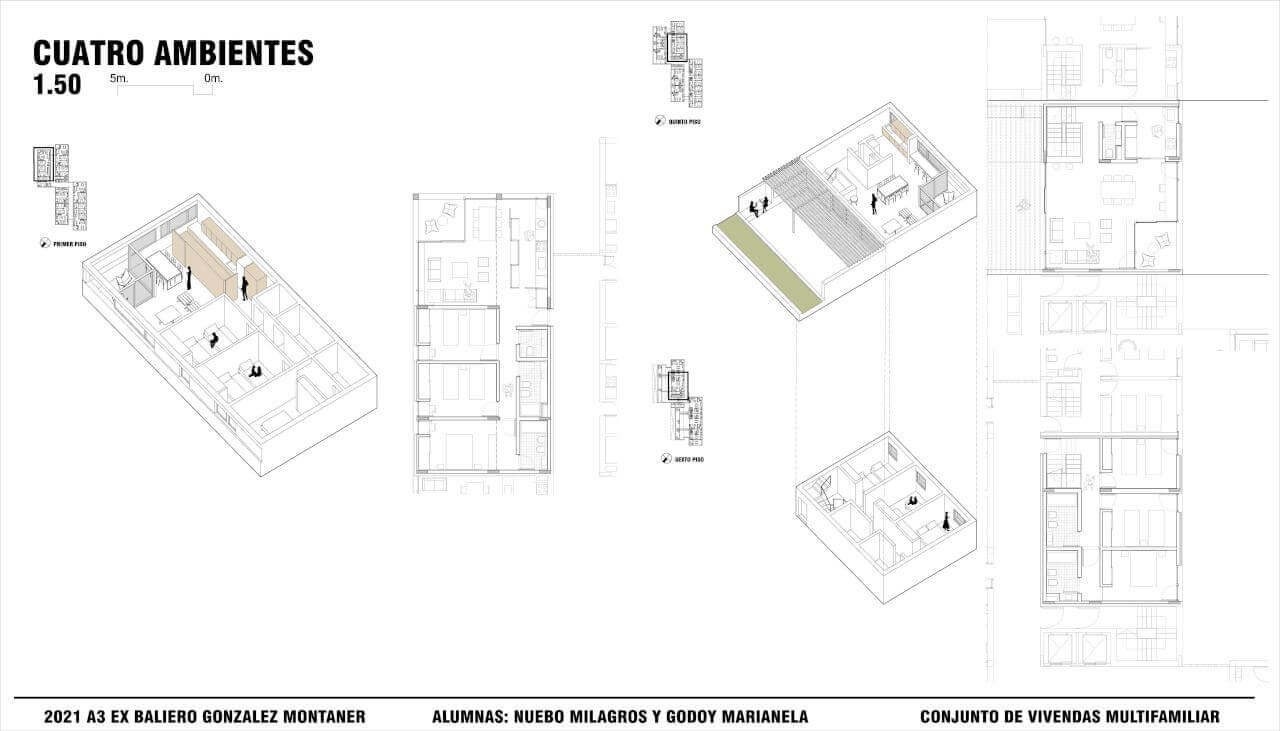 CUATRO AMBIENTES
1.50
5m. 0m.
PRIMER PISO
QUINTO PISO
SEXTO PISO
2021 A3 EX BALIERO GONZALEZ MONTANER
ALUMNAS: NUEBO MILAGROS Y GODOY MARIANELA
CONJUNTO DE VIVENDAS MULTIFAMILIAR